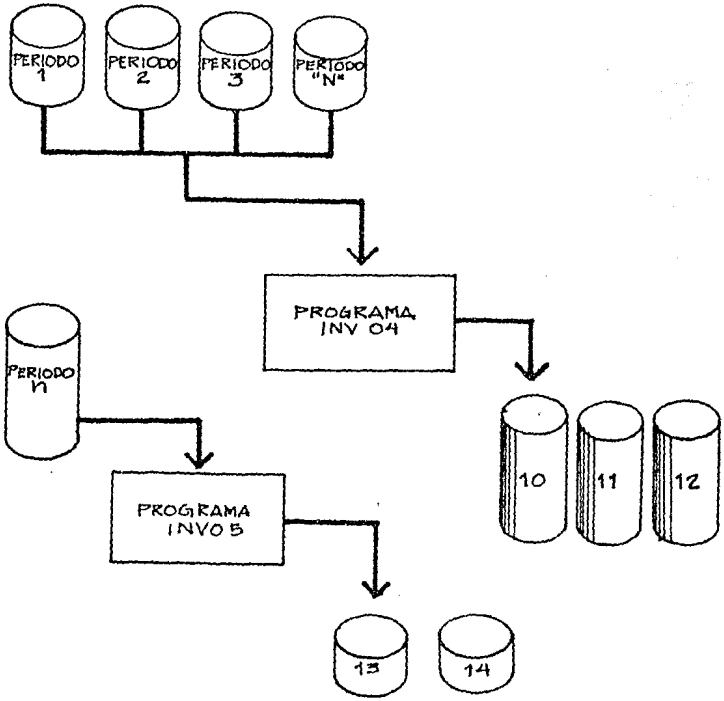 PERIODO
1
PERIODO
2
PERIODO
3
PERIODO
"N"
PROGRAMA
INV 04
PERIODO
n
10
11
12
PROGRAMA
INV05
13
14